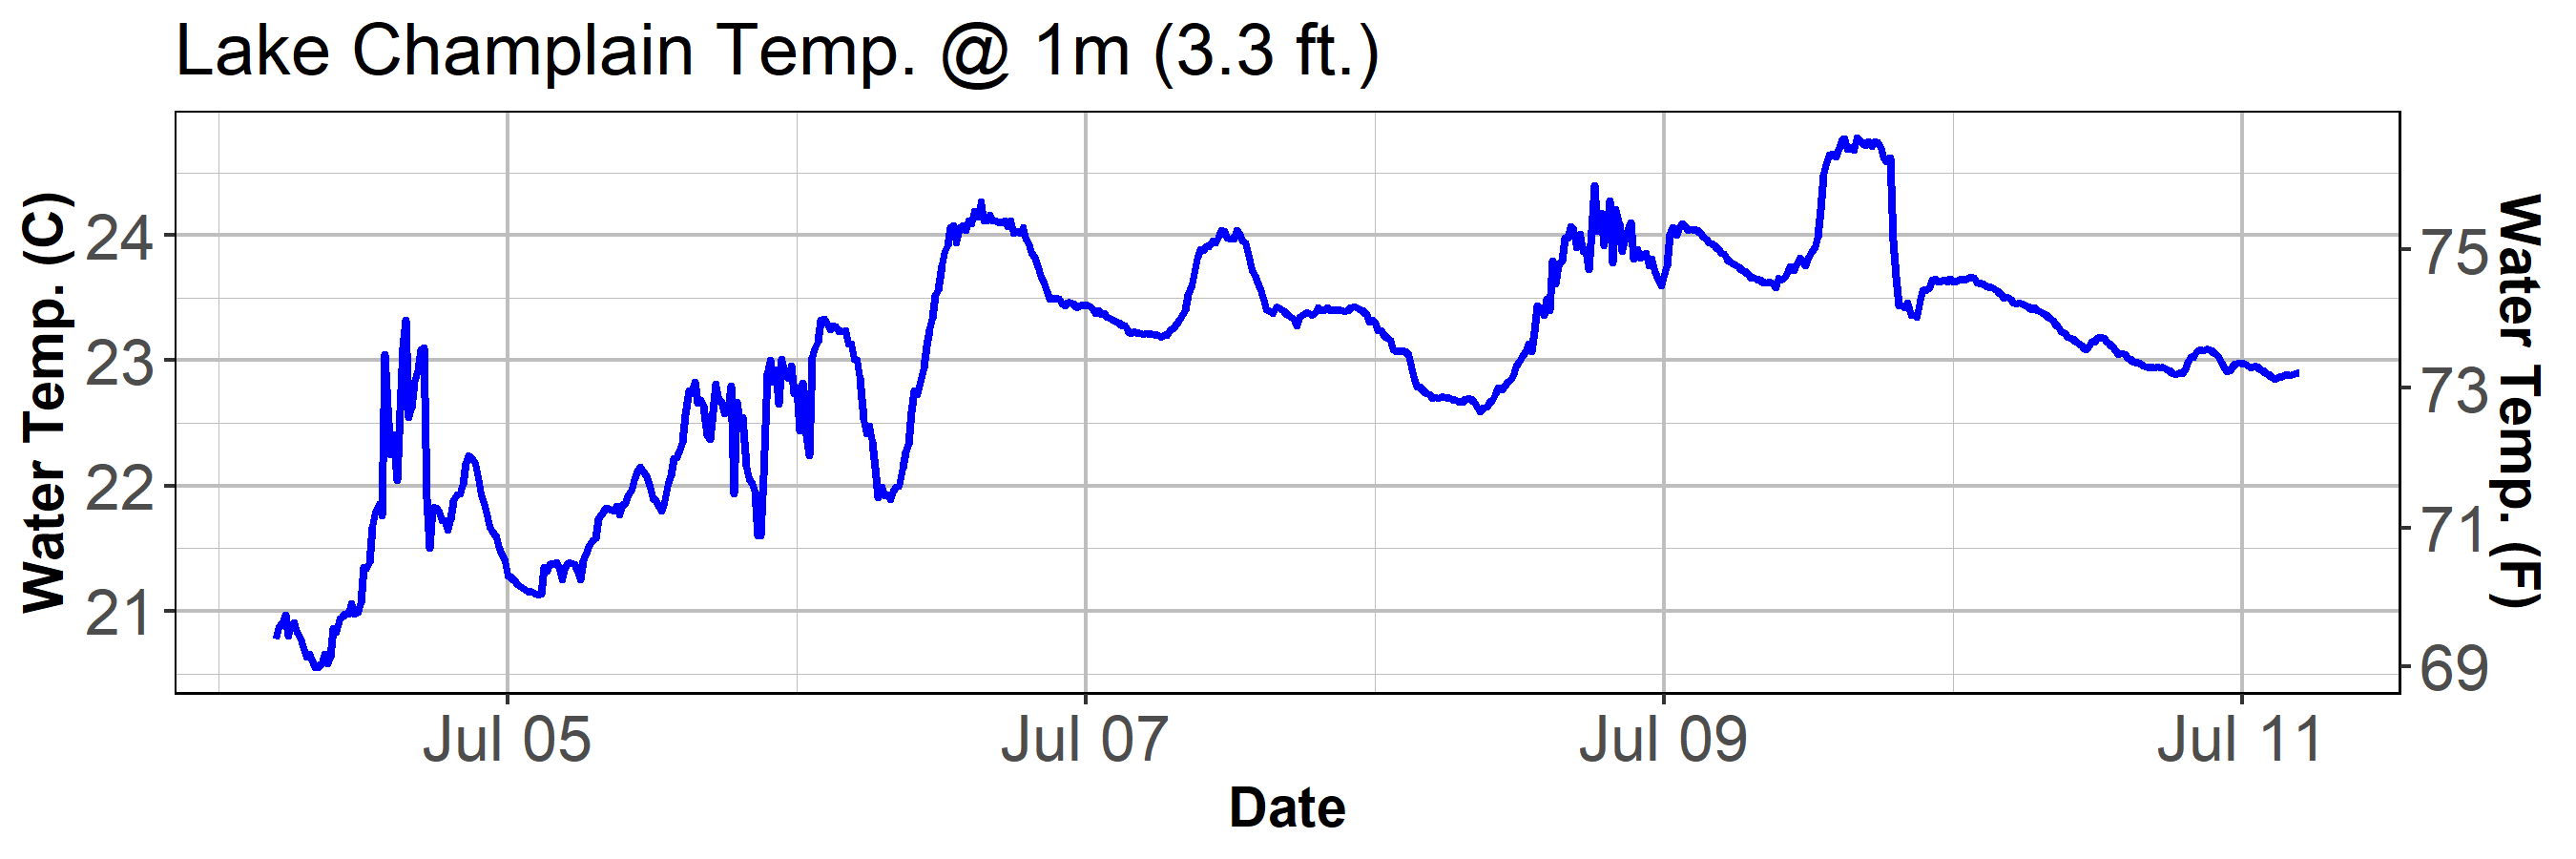 Lake Champlain Temp. @ 1m (3.3 ft.)
Water Temp. (C)
24
23
22
21
75
73
71
69
Water Temp. (F)
Jul 05 Jul 07 Jul 09 Jul 11
Date